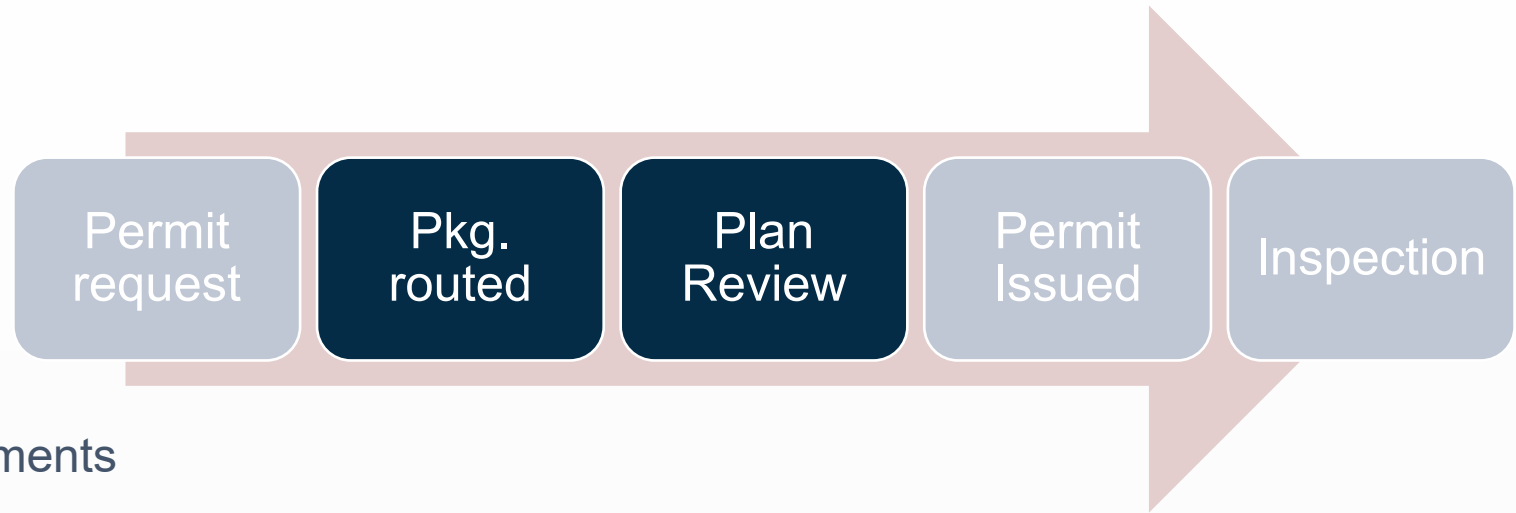 Permit
request
Pkg.
routed
Plan
Review
Permit
Issued
Inspection
ments